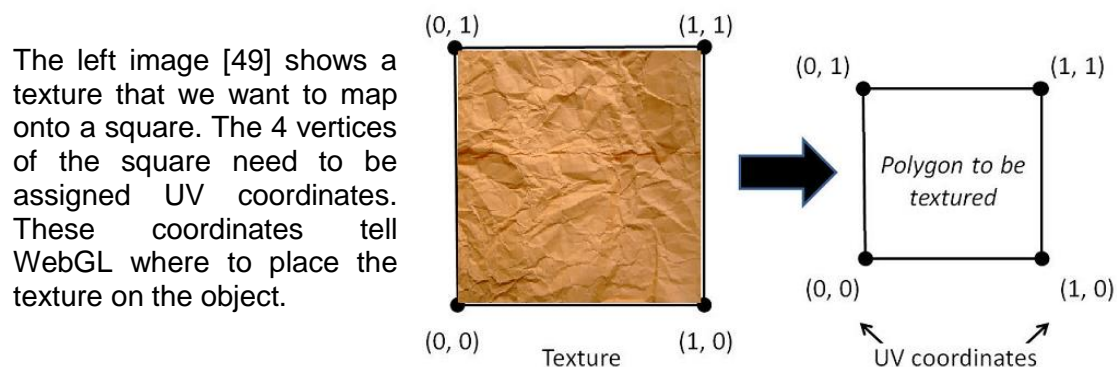 The left image [49] shows a
texture that we want to map
onto a square. The 4 vertices
of the square need to be
assigned UV coordinates.
These coordinates tell
WebGL where to place the
texture on the object.
(0, 1) (1, 1)
(0, 0) (1, 0)
Texture
(0, 1) (1, 1)
Polygon to be
textured
(0, 0) (1, 0)
UV coordinates